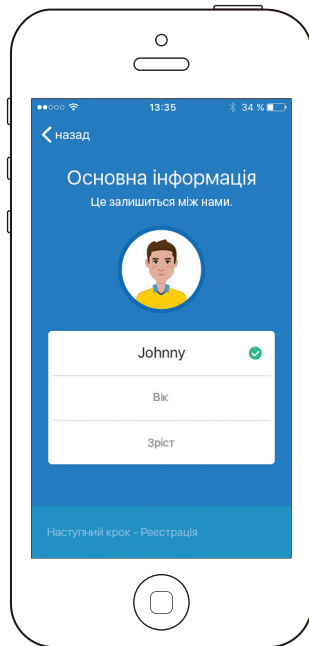 13:35
34 %
назад
Основна інформація
Це залишиться між нами.
Johnny
Вік
Зріст
Наступний крок - Реєстрація